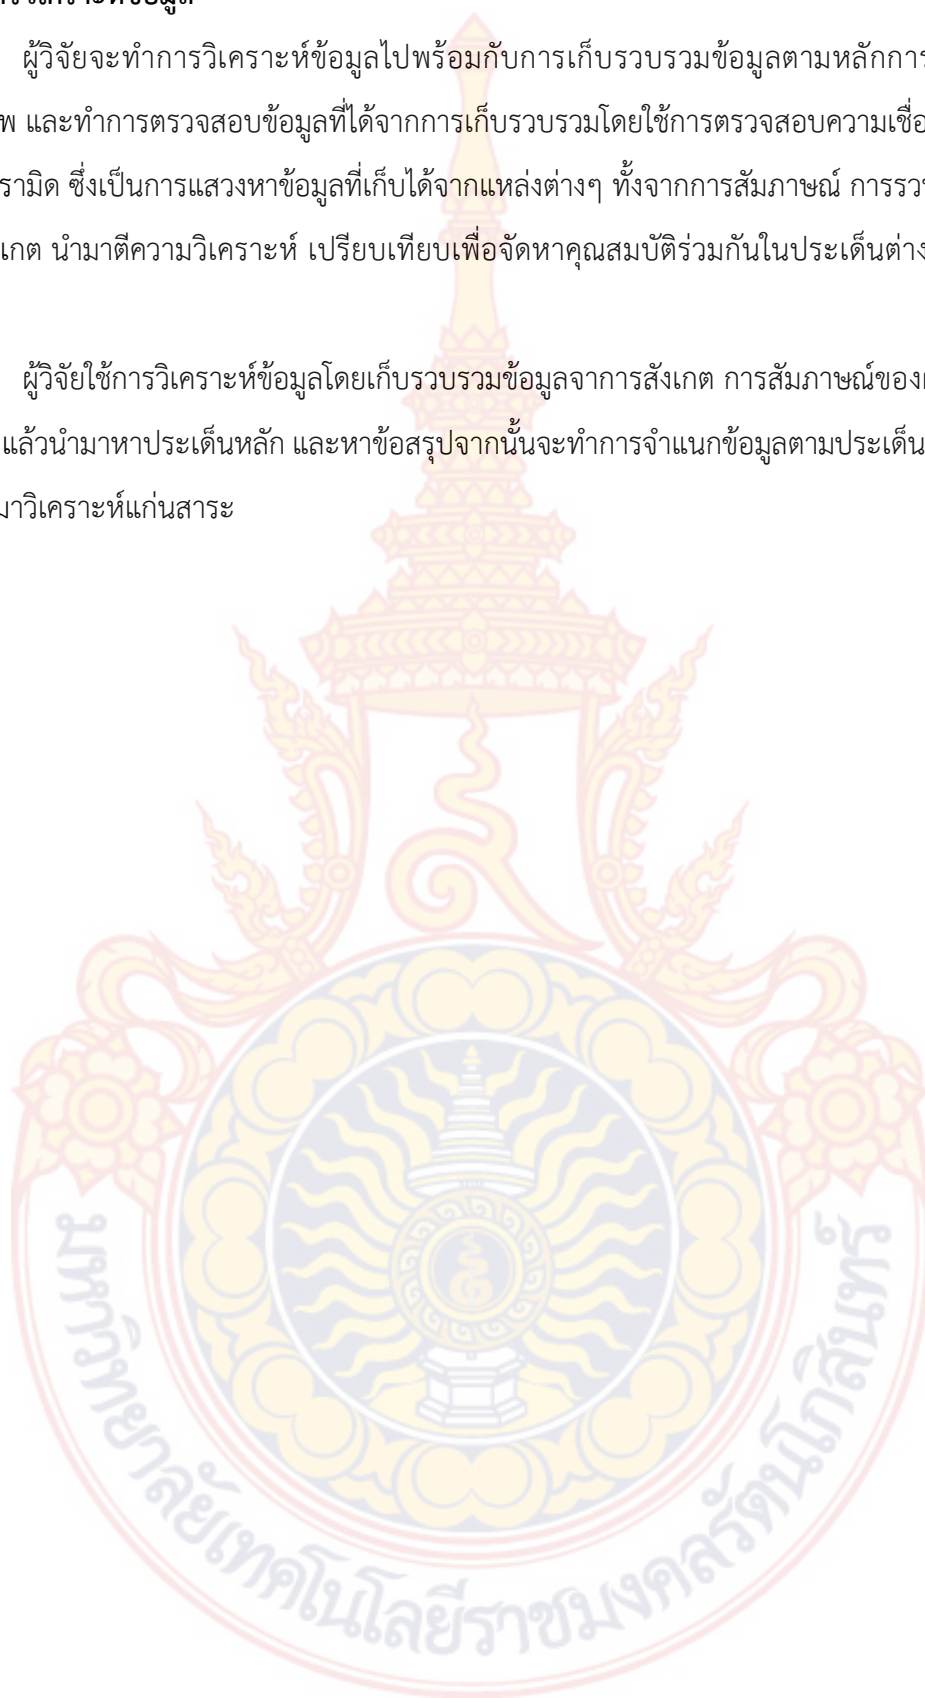 ผู้วิจัยจะทำการวิเคราะห์ข้อมูลไปพร้อมกับการเก็บรวบรวมข้อมูลตามหลักการ
พ และทำการตรวจสอบข้อมูลที่ได้จากการเก็บรวบรวมโดยใช้การตรวจสอบความเชื่อ
รามิด ซึ่งเป็นการแสวงหาข้อมูลที่เก็บได้จากแหล่งต่างๆ ทั้งจากการสัมภาษณ์ การรว
เกต นำมาตีความวิเคราะห์ เปรียบเทียบเพื่อจัดหาคุณสมบัติร่วมกันในประเด็นต่าง
ผู้วิจัยใช้การวิเคราะห์ข้อมูลโดยเก็บรวบรวมข้อมูลจาการสังเกต การสัมภาษณ์ของ
แล้วนำมาหาประเด็นหลัก และหาข้อสรุปจากนั้นจะทำการจำแนกข้อมูลตามประเด็น
มาวิเคราะห์แก่นสาระ
มหาวิทยาลัยเทคโนโลยีราชมงคลรัตนโกสินทร์